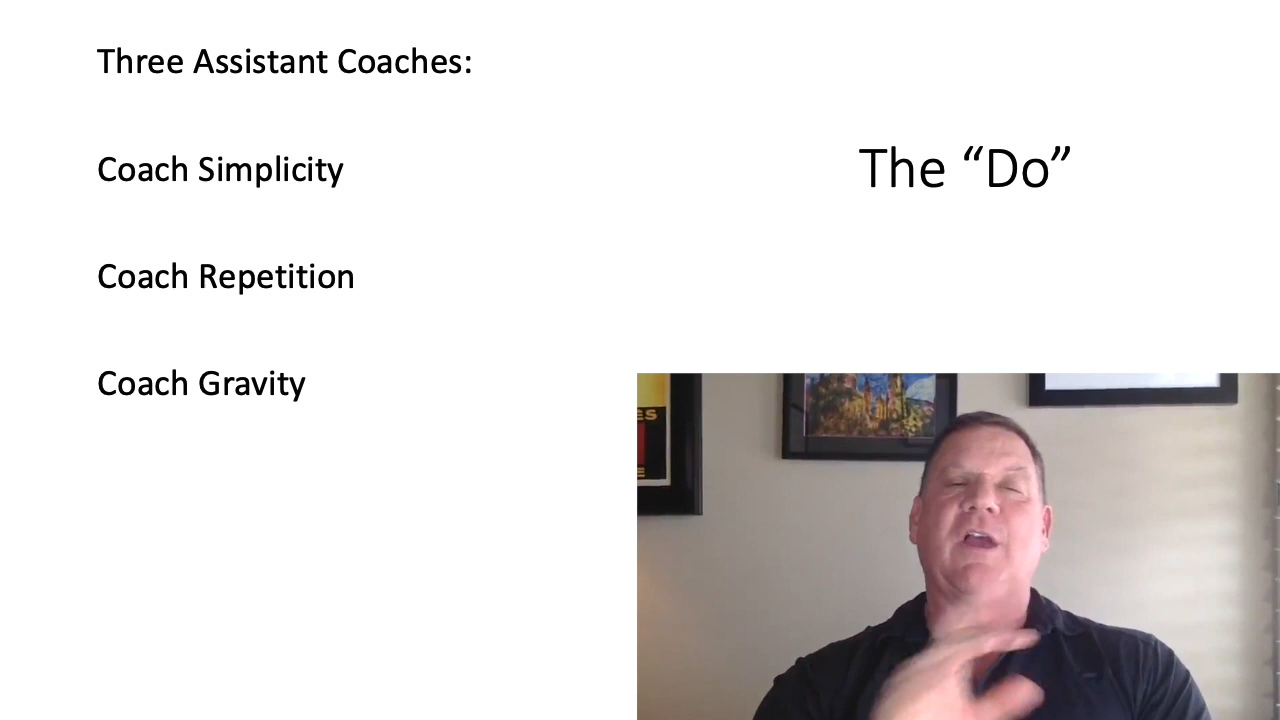 Three Assistant Coaches:
Coach Simplicity
Coach Repetition
Coach Gravity
The “Do”